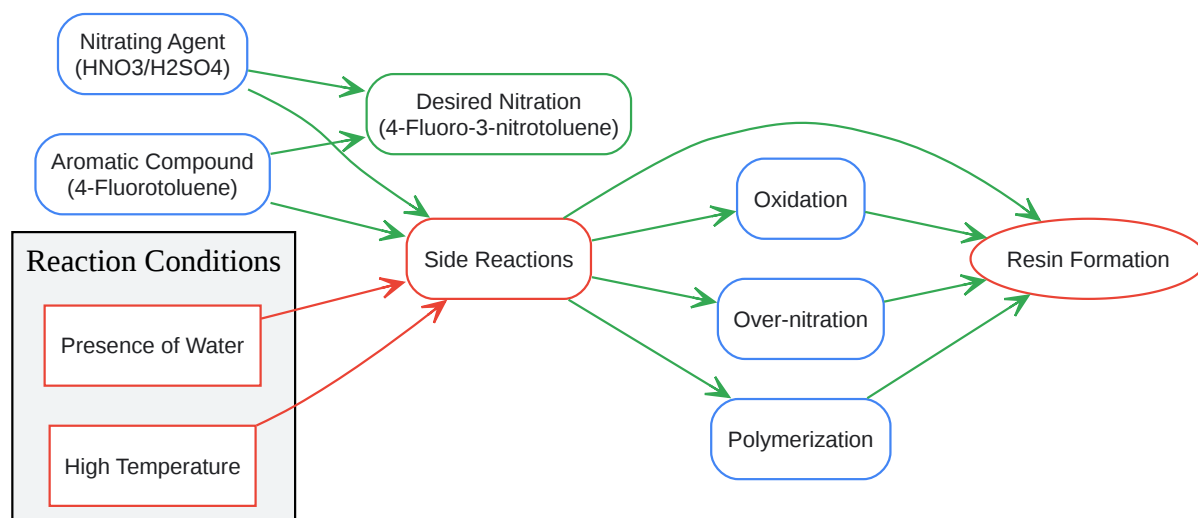 Nitrating Agent
(HNO3/H2SO4)
Desired Nitration
(4-Fluoro-3-nitrotoluene)
Aromatic Compound
(4-Fluorotoluene)
Reaction Conditions
Presence of Water
High Temperature
Side Reactions
Oxidation
Over-nitration
Polymerization
Resin Formation